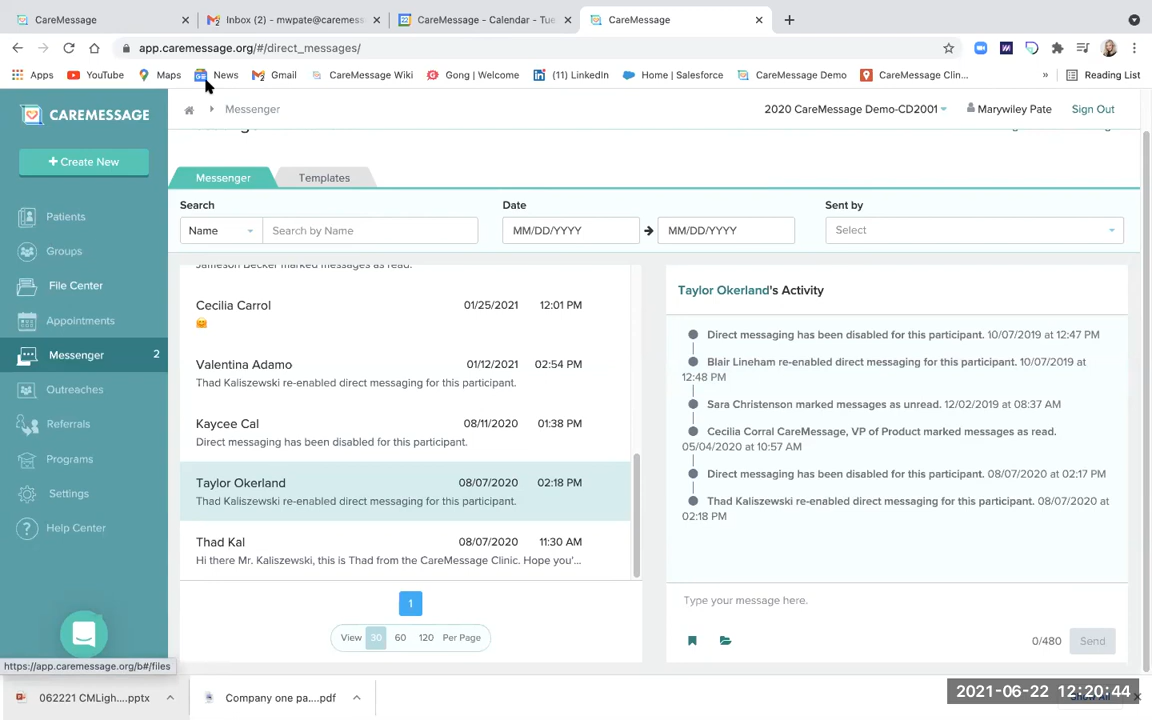 CareMessage
Inbox (2) - mwpate@caremess
CareMessage - Calendar - Tue
CareMessage
app.caremessage.org/#/direct_messages/
Apps YouTube Maps News Gmail CareMessage Wiki Gong | Welcome (11) LinkedIn Home | Salesforce CareMessage Demo CareMessage Clin... » Reading List
CAREMESSAGE
Messenger
2020 CareMessage Demo-CD2001
Marywiley Pate
Sign Out
+ Create New
Patients
Groups
File Center
Appointments
Messenger 2
Outreaches
Referrals
Programs
Settings
Help Center
https://app.caremessage.org/b#/files
Messenger Templates
Search Date Sent by
Name Search by Name MM/DD/YYYY MM/DD/YYYY Select
Jameson Becker marked messages as read.
Cecilia Carrol 01/25/2021 12:01 PM
🤗
Valentina Adamo 01/12/2021 02:54 PM
Thad Kaliszewski re-enabled direct messaging for this participant.
Kaycee Cal 08/11/2020 01:38 PM
Direct messaging has been disabled for this participant.
Taylor Okerland 08/07/2020 02:18 PM
Thad Kaliszewski re-enabled direct messaging for this participant.
Thad Kal 08/07/2020 11:30 AM
Hi there Mr. Kaliszewski, this is Thad from the CareMessage Clinic. Hope you'...
1
View 30 60 120 Per Page
Taylor Okerland's Activity
Direct messaging has been disabled for this participant. 10/07/2019 at 12:47 PM
Blair Lineham re-enabled direct messaging for this participant. 10/07/2019 at
12:48 PM
Sara Christenson marked messages as unread. 12/02/2019 at 08:37 AM
Cecilia Corral CareMessage, VP of Product marked messages as read.
05/04/2020 at 10:57 AM
Direct messaging has been disabled for this participant. 08/07/2020 at 02:17 PM
Thad Kaliszewski re-enabled direct messaging for this participant. 08/07/2020 at
02:18 PM
Type your message here.
0/480 Send
062221 CMLigh....pptx
Company one pa....pdf
2021-06-22 12:20:44